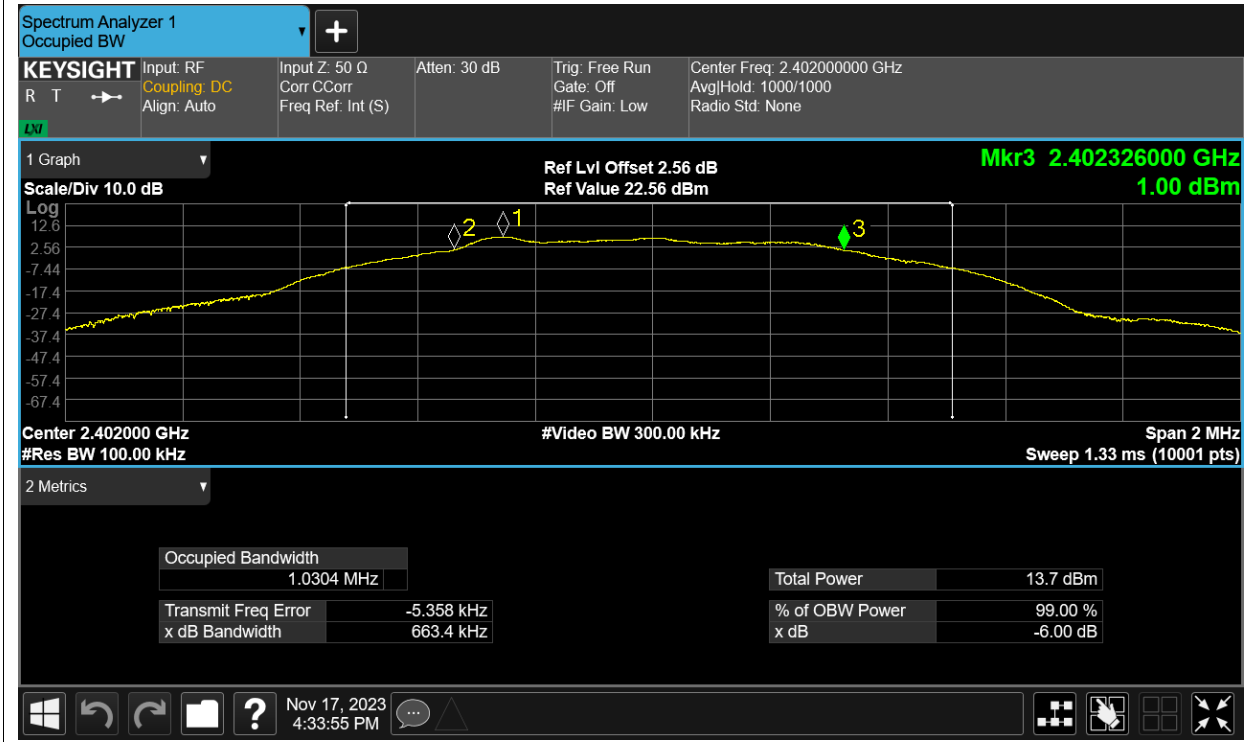 Spectrum Analyzer 1
Occupied BW
KEYSIGHT
R T
LXI
Input: RF
Coupling: DC
Align: Auto
Input Z: 50 Ω
Corr CCorr
Freq Ref: Int (S)
Atten: 30 dB
Trig: Free Run
Gate: Off
#IF Gain: Low
Center Freq: 2.402000000 GHz
Avg|Hold: 1000/1000
Radio Std: None
1 Graph
Scale/Div 10.0 dB
Ref Lvl Offset 2.56 dB
Ref Value 22.56 dBm
Mkr3 2.402326000 GHz
1.00 dBm
Log
12.6
2.56
-7.44
-17.4
-27.4
-37.4
-47.4
-57.4
-67.4
2
1
3
Center 2.402000 GHz
#Res BW 100.00 kHz
#Video BW 300.00 kHz
Span 2 MHz
Sweep 1.33 ms (10001 pts)
2 Metrics
Occupied Bandwidth
1.0304 MHz
Transmit Freq Error -5.358 kHz
x dB Bandwidth 663.4 kHz
Total Power 13.7 dBm
% of OBW Power 99.00 %
x dB -6.00 dB
?
Nov 17, 2023
4:33:55 PM